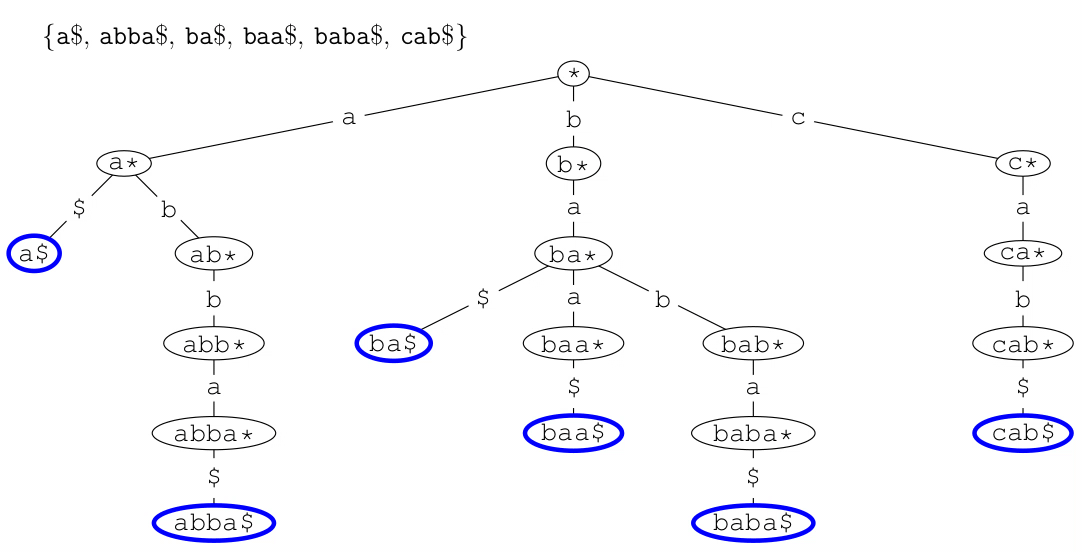 {a$, abba$, ba$, baa$, baba$, cab$}
*
a b c
a* b* c*
$ b a a
a$ ab* ba* ca*
b $ a b b
abb* ba$ baa* bab* cab*
a $ a $
abba* baa$ baba* cab$
$ $
abba$ baba$